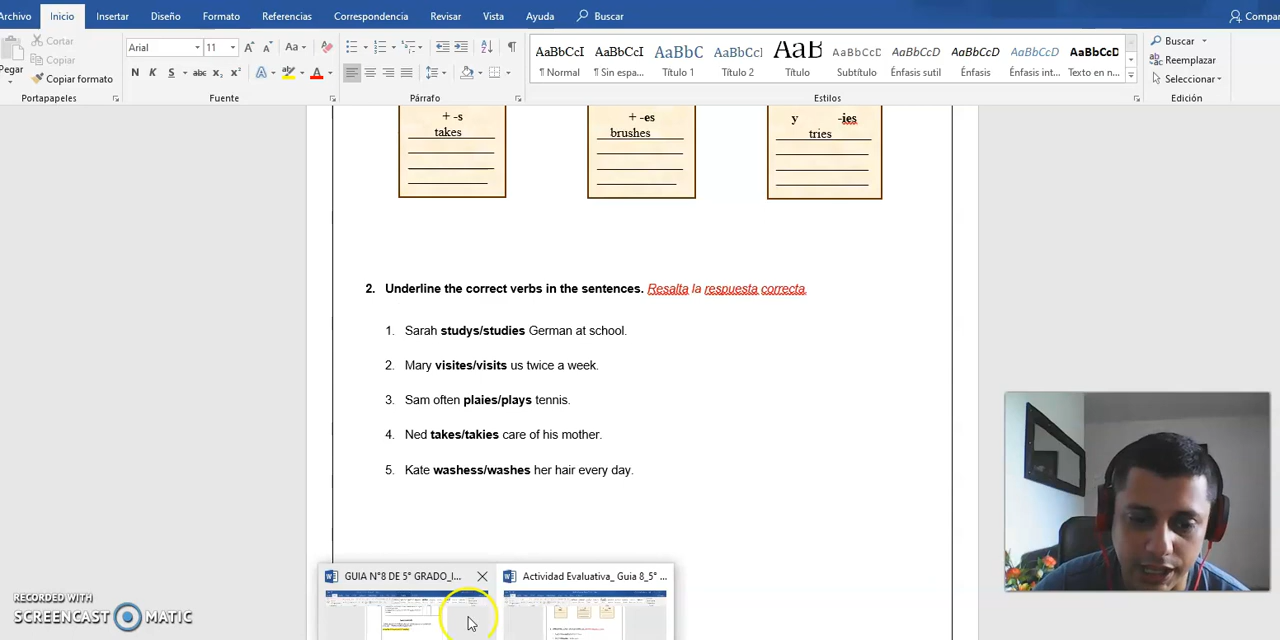 Archivo Inicio Insertar Diseño Formato Referencias Correspondencia Revisar Vista Ayuda Buscar Compar
Cortar
Copiar
Pegar
Copiar formato
Portapapeles
Arial 11
N K S abc x₂ x²
Fuente
Párrafo
AaBbCcI AaBbCcI AaBbC AaBbCcI AaB AaBbCcD AaBbCcD AaBbCcD AaBbCcD AaBbCcD
¶ Normal ¶ Sin espa... Título 1 Título 2 Título Subtítulo Énfasis sutil Énfasis Énfasis int... Texto en n...
Estilos
Buscar
Reemplazar
Seleccionar
Edición
+ -s + -es y -ies
takes brushes tries
2. Underline the correct verbs in the sentences. Resalta la respuesta correcta.
1. Sarah studys/studies German at school.
2. Mary visites/visits us twice a week.
3. Sam often plaies/plays tennis.
4. Ned takes/takies care of his mother.
5. Kate washess/washes her hair every day.
GUIA N°8 DE 5° GRADO_I... Actividad Evaluativa_ Guia 8_5° ...
RECORDED WITH
SCREENCAST MATIC